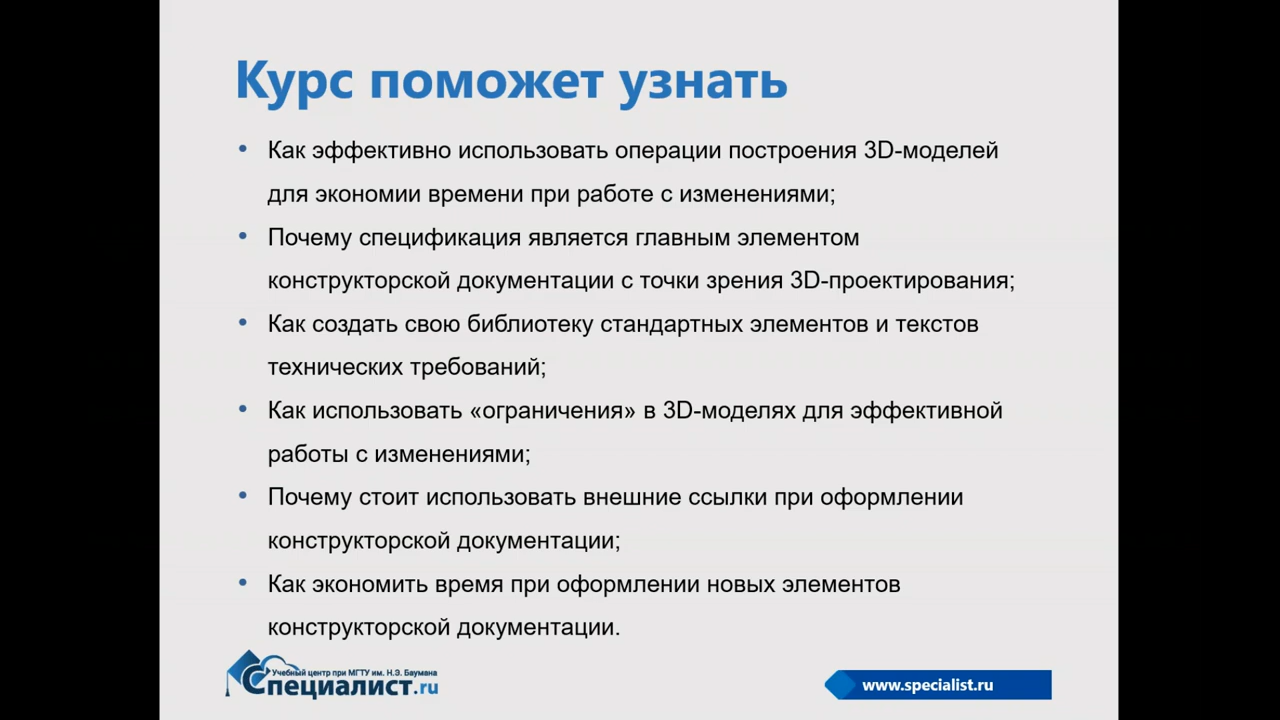 Курс поможет узнать
• Как эффективно использовать операции построения 3D-моделей
для экономии времени при работе с изменениями;
• Почему спецификация является главным элементом
конструкторской документации с точки зрения 3D-проектирования;
• Как создать свою библиотеку стандартных элементов и текстов
технических требований;
• Как использовать «ограничения» в 3D-моделях для эффективной
работы с изменениями;
• Почему стоит использовать внешние ссылки при оформлении
конструкторской документации;
• Как экономить время при оформлении новых элементов
конструкторской документации.
Учебный центр при МГТУ им. Н.Э. Баумана
Специалист.ru
www.specialist.ru